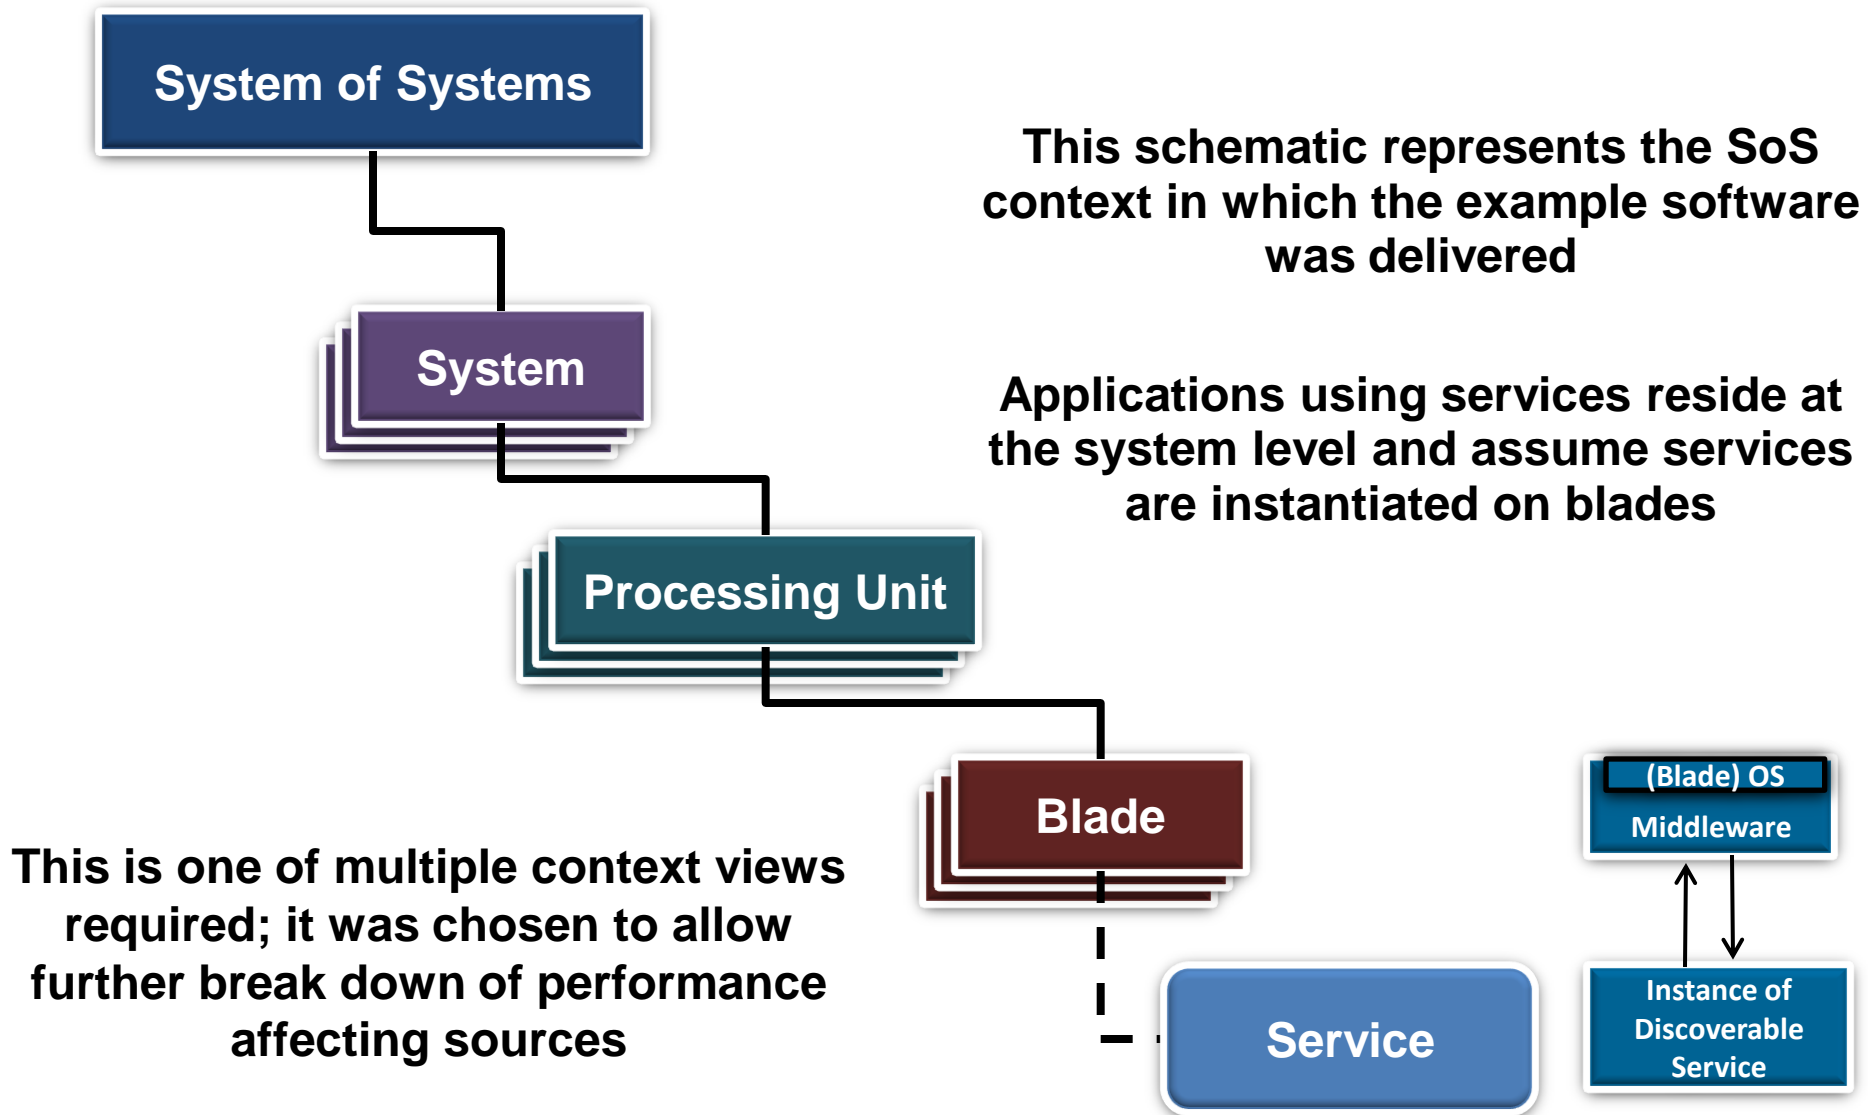 System of Systems
This schematic represents the SoS
context in which the example software
was delivered
System
Applications using services reside at
the system level and assume services
are instantiated on blades
Processing Unit
Blade
(Blade) OS
Middleware
This is one of multiple context views
required; it was chosen to allow
further break down of performance
affecting sources
Service
Instance of
Discoverable
Service